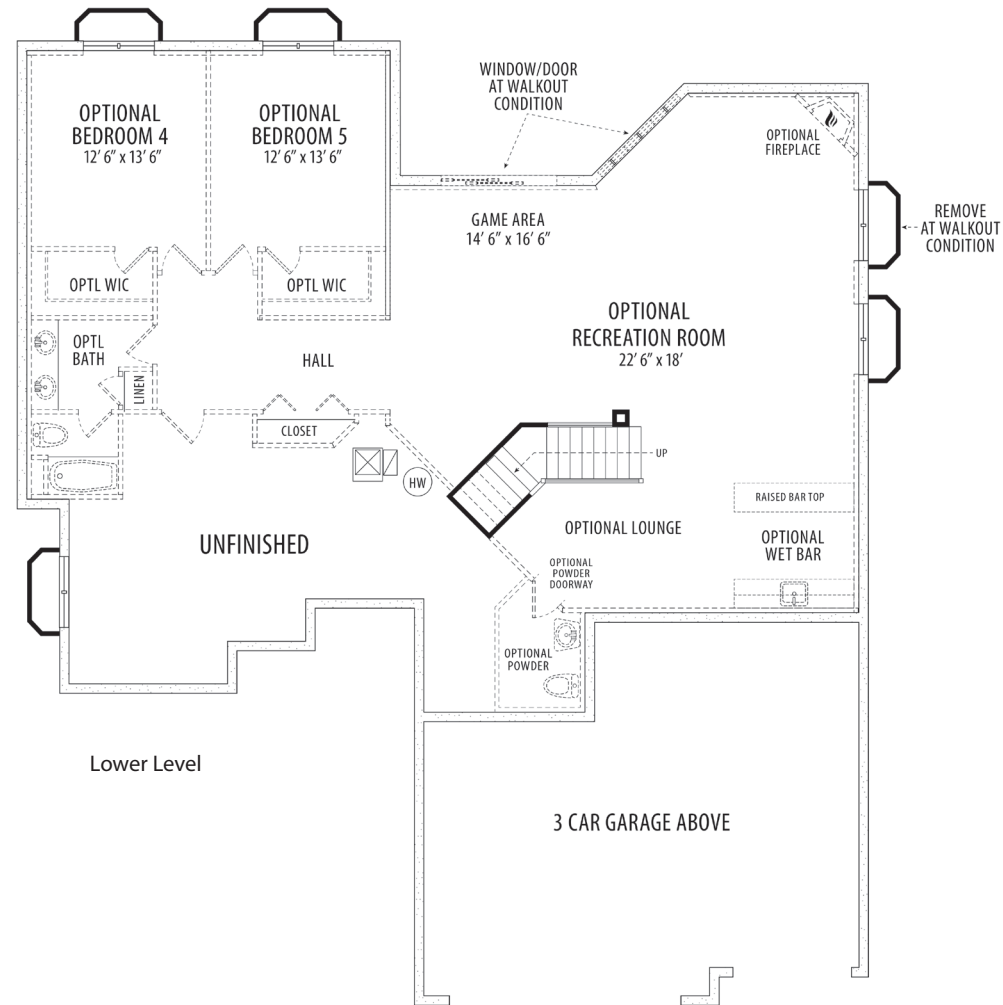 WINDOW/DOOR
AT WALKOUT
CONDITION
OPTIONAL
BEDROOM 4
12' 6" x 13' 6"
OPTIONAL
BEDROOM 5
12' 6" x 13' 6"
OPTIONAL
FIREPLACE
GAME AREA
14' 6" x 16' 6"
REMOVE
AT WALKOUT
CONDITION
OPTL WIC
OPTL WIC
OPTIONAL
RECREATION ROOM
22' 6" x 18'
OPTL
BATH
HALL
LINEN
CLOSET
UP
HW
RAISED BAR TOP
OPTIONAL LOUNGE
OPTIONAL
WET BAR
UNFINISHED
OPTIONAL
POWDER
DOORWAY
OPTIONAL
POWDER
Lower Level
3 CAR GARAGE ABOVE